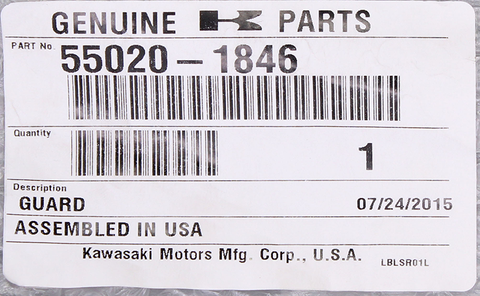 GENUINE PARTS
PART No.
55020-1846
Quantity
1
Description
GUARD 07/24/2015
ASSEMBLED IN USA
Kawasaki Motors Mfg. Corp., U.S.A. LBLSR01L